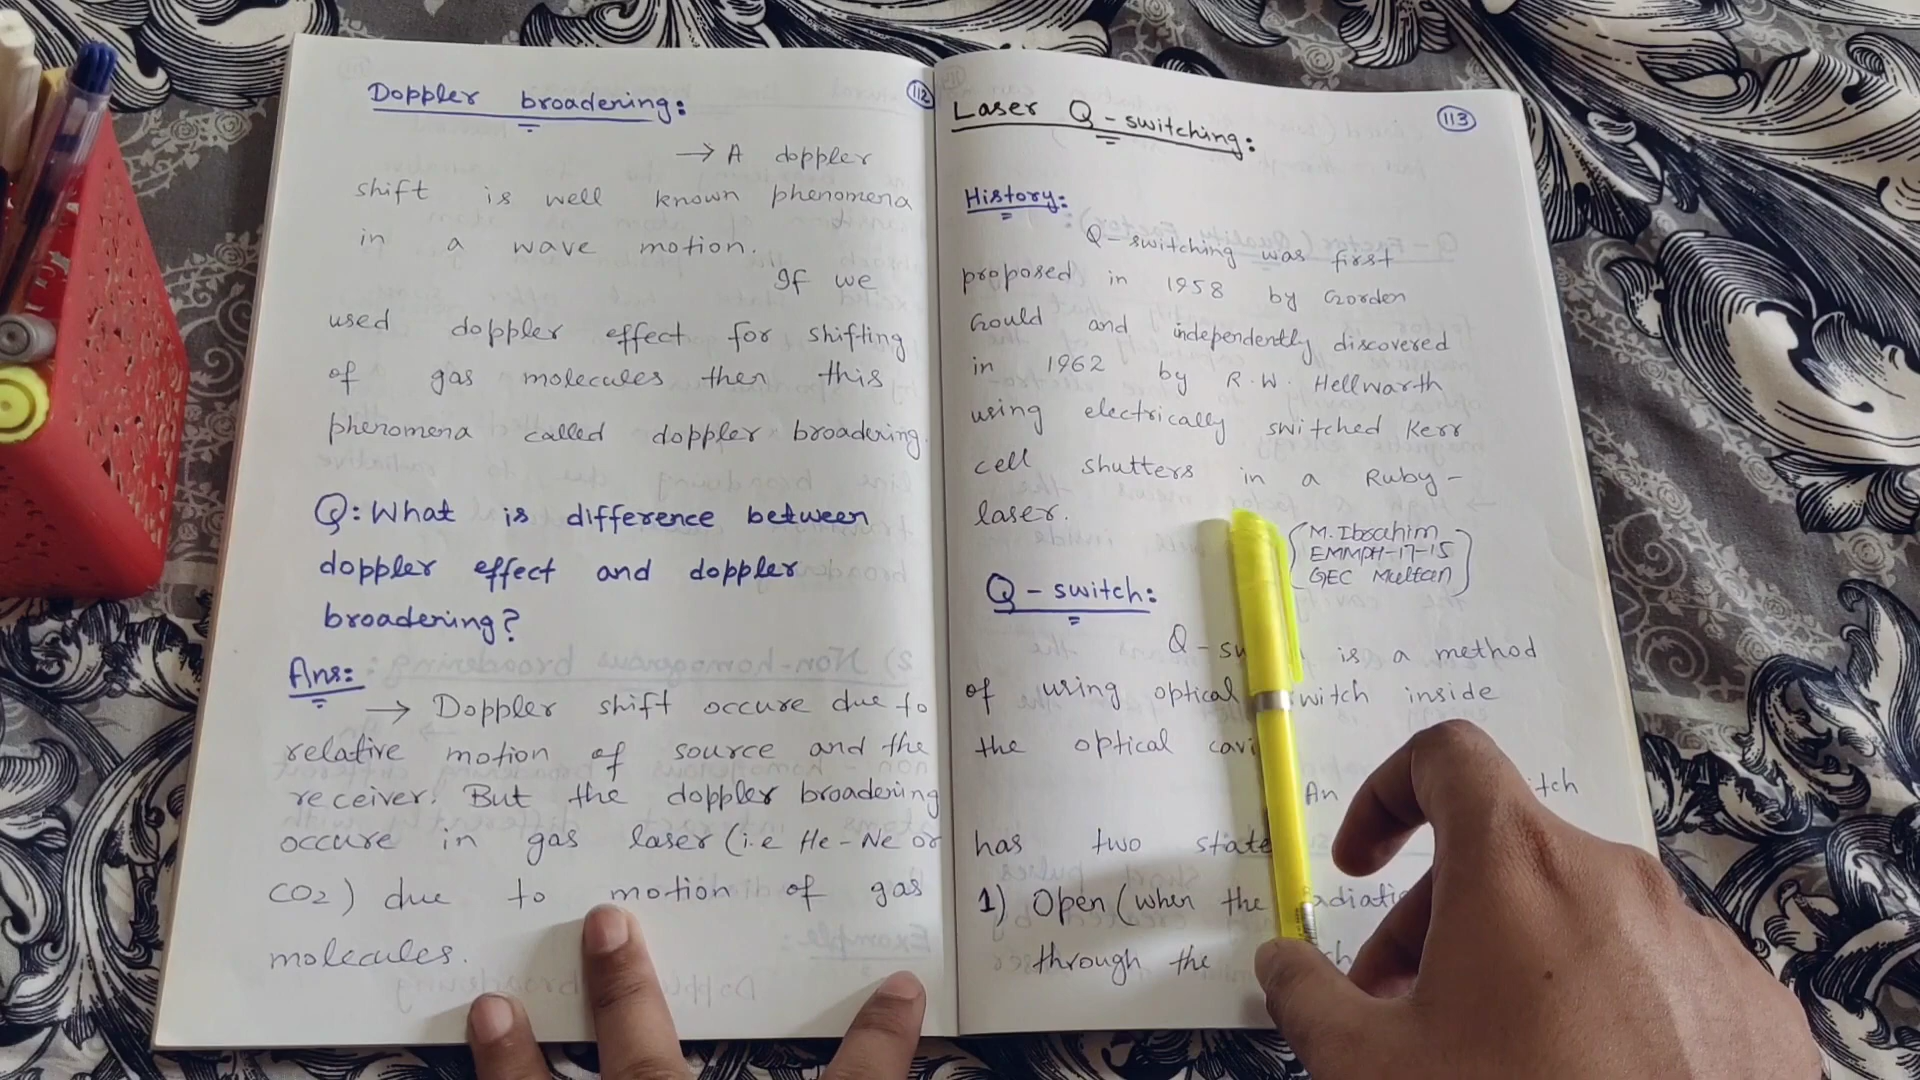 Doppler broadening:
112
→ A doppler
shift is well known phenomena
in a wave motion.
If we
used doppler effect for shifting
of gas molecules then this
phenomena called doppler broadering.
Q: What is difference between
doppler effect and doppler
broadering?
Ans:
→ Doppler shift occure due to
relative motion of source and the
receiver. But the doppler broadering
occure in gas laser (i.e He-Ne or
CO2) due to motion of gas
molecules.
113
Laser Q-switching:
History:
Q-switching was first
proposed in 1958 by Gorden
Gould and independently discovered
in 1962 by R.W. Hellwarth
using electrically switched Kerr
cell shutters in a Ruby-
laser.
M. Ibrahim
EMMPH-17-15
GEC Multan
Q-switch:
is a method
of using optical switch inside
the optical
An
has two state
1) Open (when the
through the